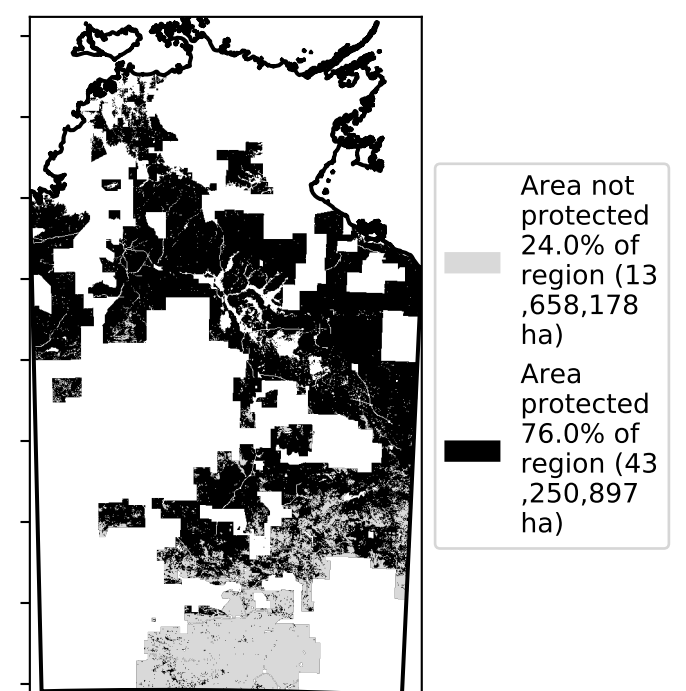 Area not
protected
24.0% of
region (13
,658,178
ha)
Area
protected
76.0% of
region (43
,250,897
ha)